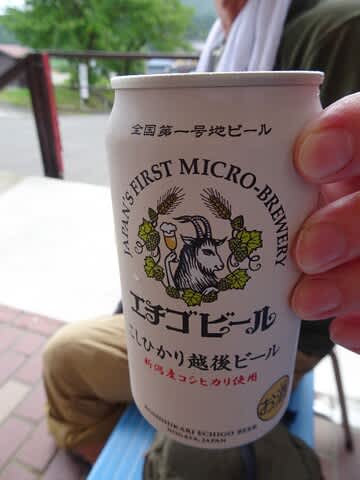 全国第一号地ビール
JAPAN'S FIRST MICRO-BREWERY
エチゴビール
こしひかり越後ビール
新潟産コシヒカリ使用
お酒
KOSHIHIKARI ECHIGO BEER
NIIGATA, JAPAN